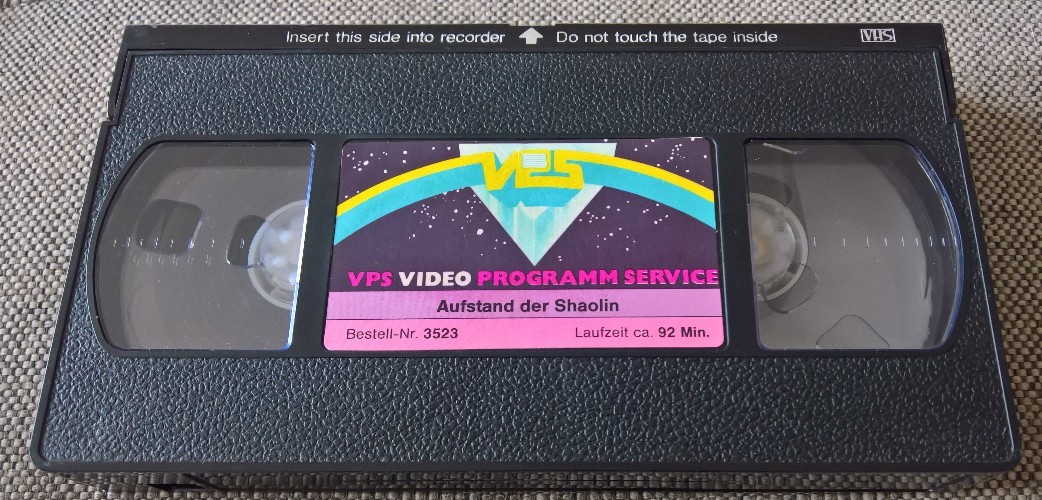 Insert this side into recorder Do not touch the tape inside VHS
VPS
VPS VIDEO PROGRAMM SERVICE
Aufstand der Shaolin
Bestell-Nr. 3523 Laufzeit ca. 92 Min.